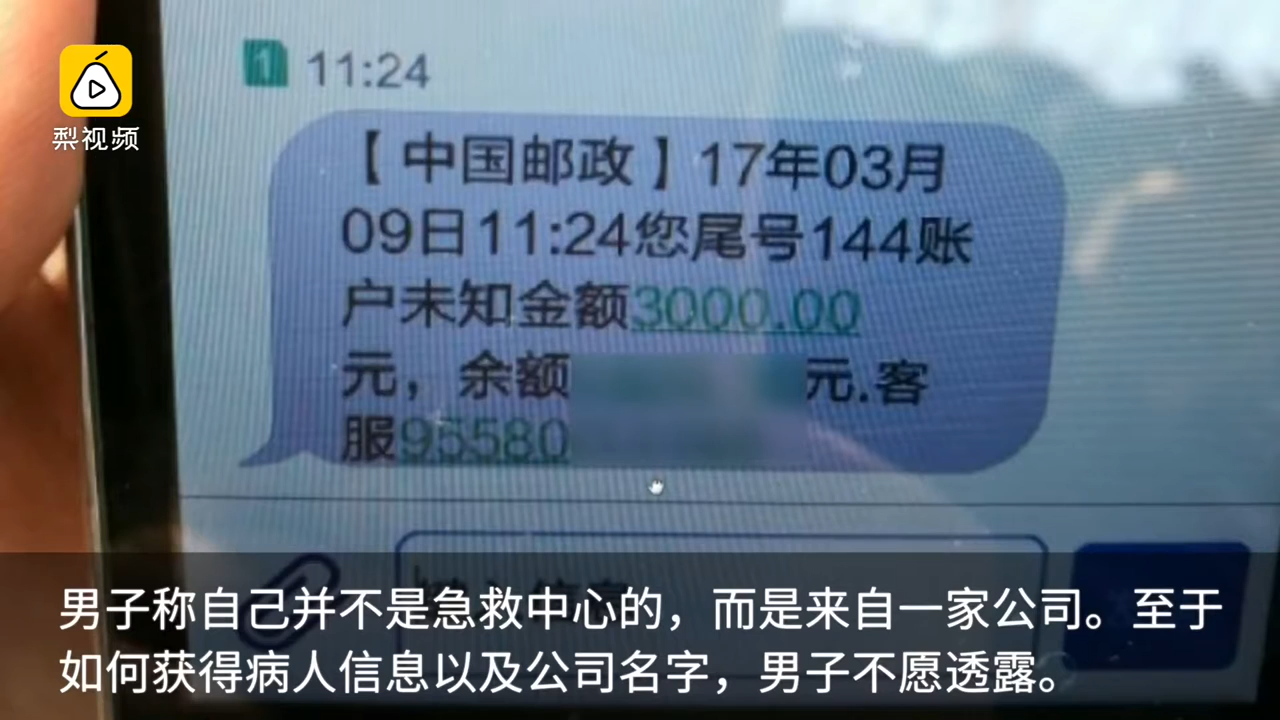 1 11:24
梨视频
【中国邮政】17年03月
09日11:24您尾号144账
户未知金额3000.00
元，余额
元.客
服95580
男子称自己并不是急救中心的，而是来自一家公司。至于
如何获得病人信息以及公司名字，男子不愿透露。